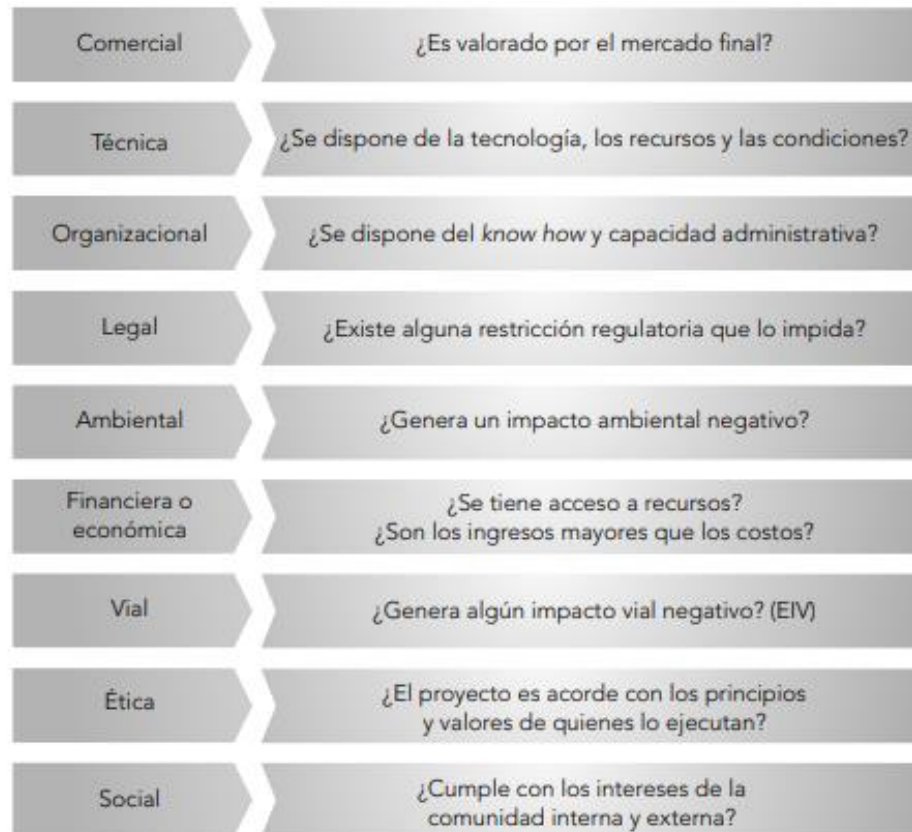 Comercial
¿Es valorado por el mercado final?
Técnica
¿Se dispone de la tecnología, los recursos y las condiciones?
Organizacional
¿Se dispone del know how y capacidad administrativa?
Legal
¿Existe alguna restricción regulatoria que lo impida?
Ambiental
¿Genera un impacto ambiental negativo?
Financiera o
económica
¿Se tiene acceso a recursos?
¿Son los ingresos mayores que los costos?
Vial
¿Genera algún impacto vial negativo? (EIV)
Ética
¿El proyecto es acorde con los principios
y valores de quienes lo ejecutan?
Social
¿Cumple con los intereses de la
comunidad interna y externa?